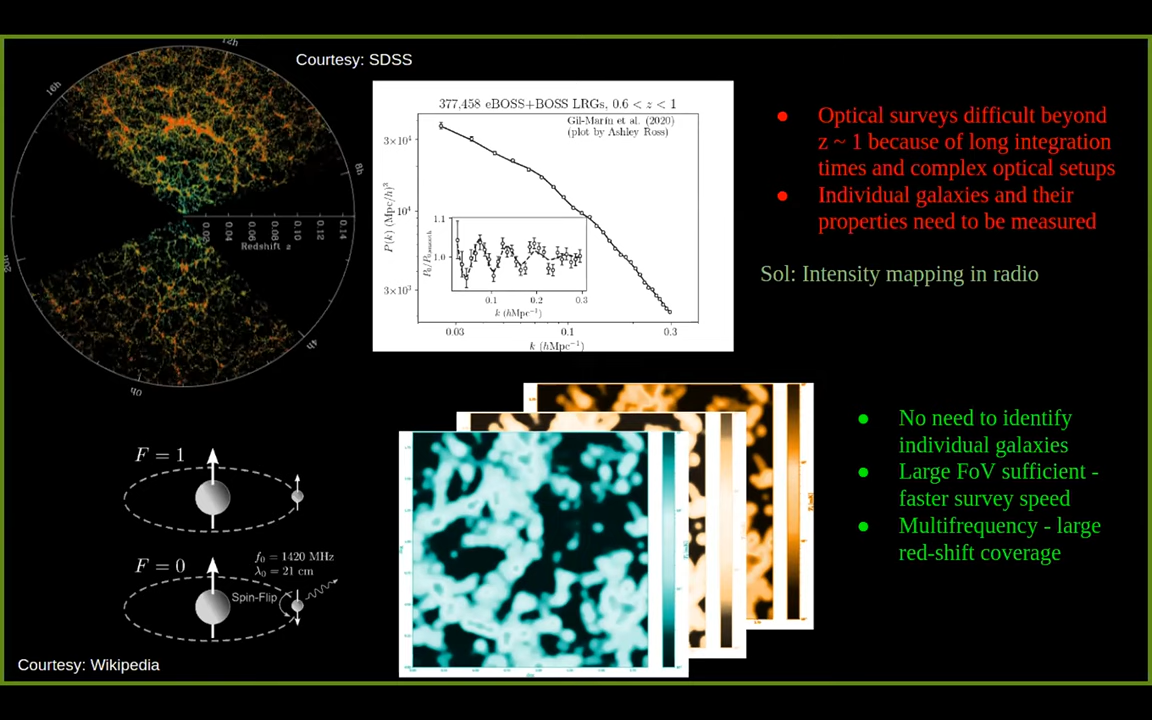 Courtesy: SDSS
12h
16h
8h
20h
4h
0h
0.02 0.04 0.06 0.08 0.10 0.12 0.14
Redshift z
377,458 eBOSS+BOSS LRGs, 0.6 < z < 1
Gil-Marín et al. (2020)
(plot by Ashley Ross)
3×10⁴
10⁴
3×10³
P(k) (Mpc/h)³
1.1
1.0
0.1 0.2 0.3
k (hMpc⁻¹)
0.03 0.1 0.3
k (hMpc⁻¹)
● Optical surveys difficult beyond
z ~ 1 because of long integration
times and complex optical setups
● Individual galaxies and their
properties need to be measured
Sol: Intensity mapping in radio
F = 1
F = 0
f₀ = 1420 MHz
λ₀ = 21 cm
Spin-Flip
Courtesy: Wikipedia
● No need to identify
individual galaxies
● Large FoV sufficient -
faster survey speed
● Multifrequency - large
red-shift coverage